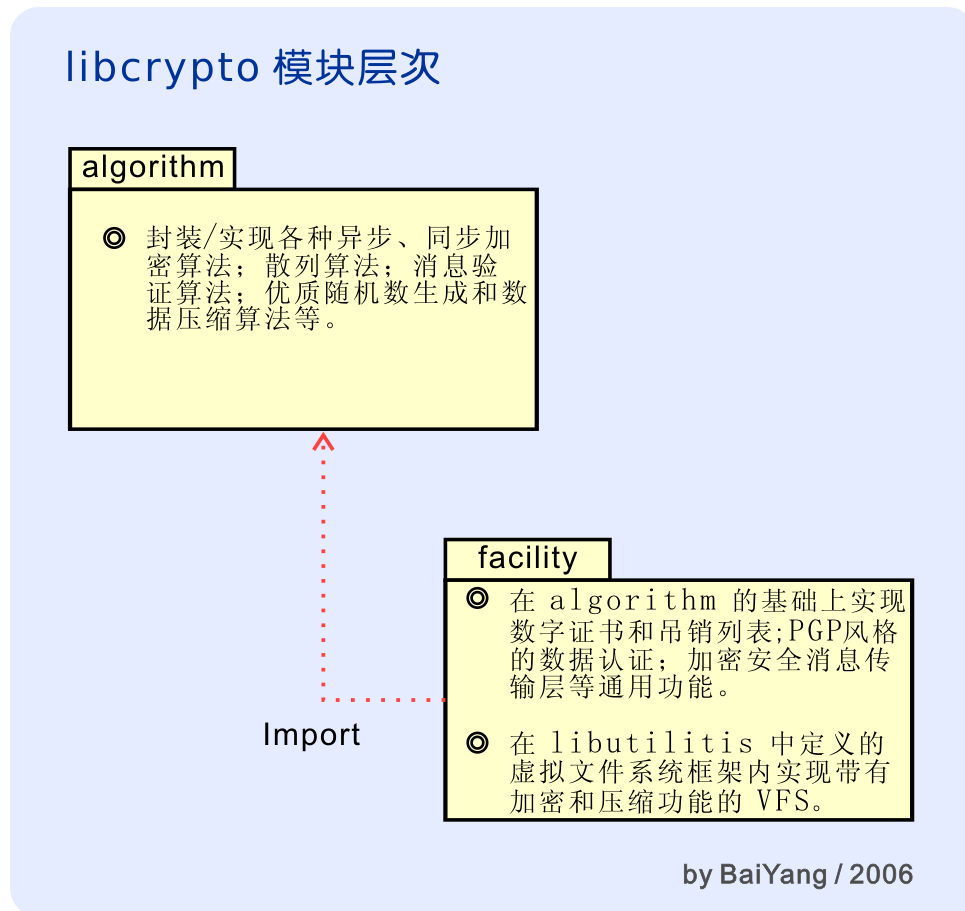 libcrypto 模块层次
algorithm
封装/实现各种异步、同步加
密算法；散列算法；消息验
证算法；优质随机数生成和数
据压缩算法等。
facility
在 algorithm 的基础上实现
数字证书和吊销列表;PGP风格
的数据认证；加密安全消息传
输层等通用功能。
Import
在 libutilitis 中定义的
虚拟文件系统框架内实现带有
加密和压缩功能的 VFS。
by BaiYang / 2006